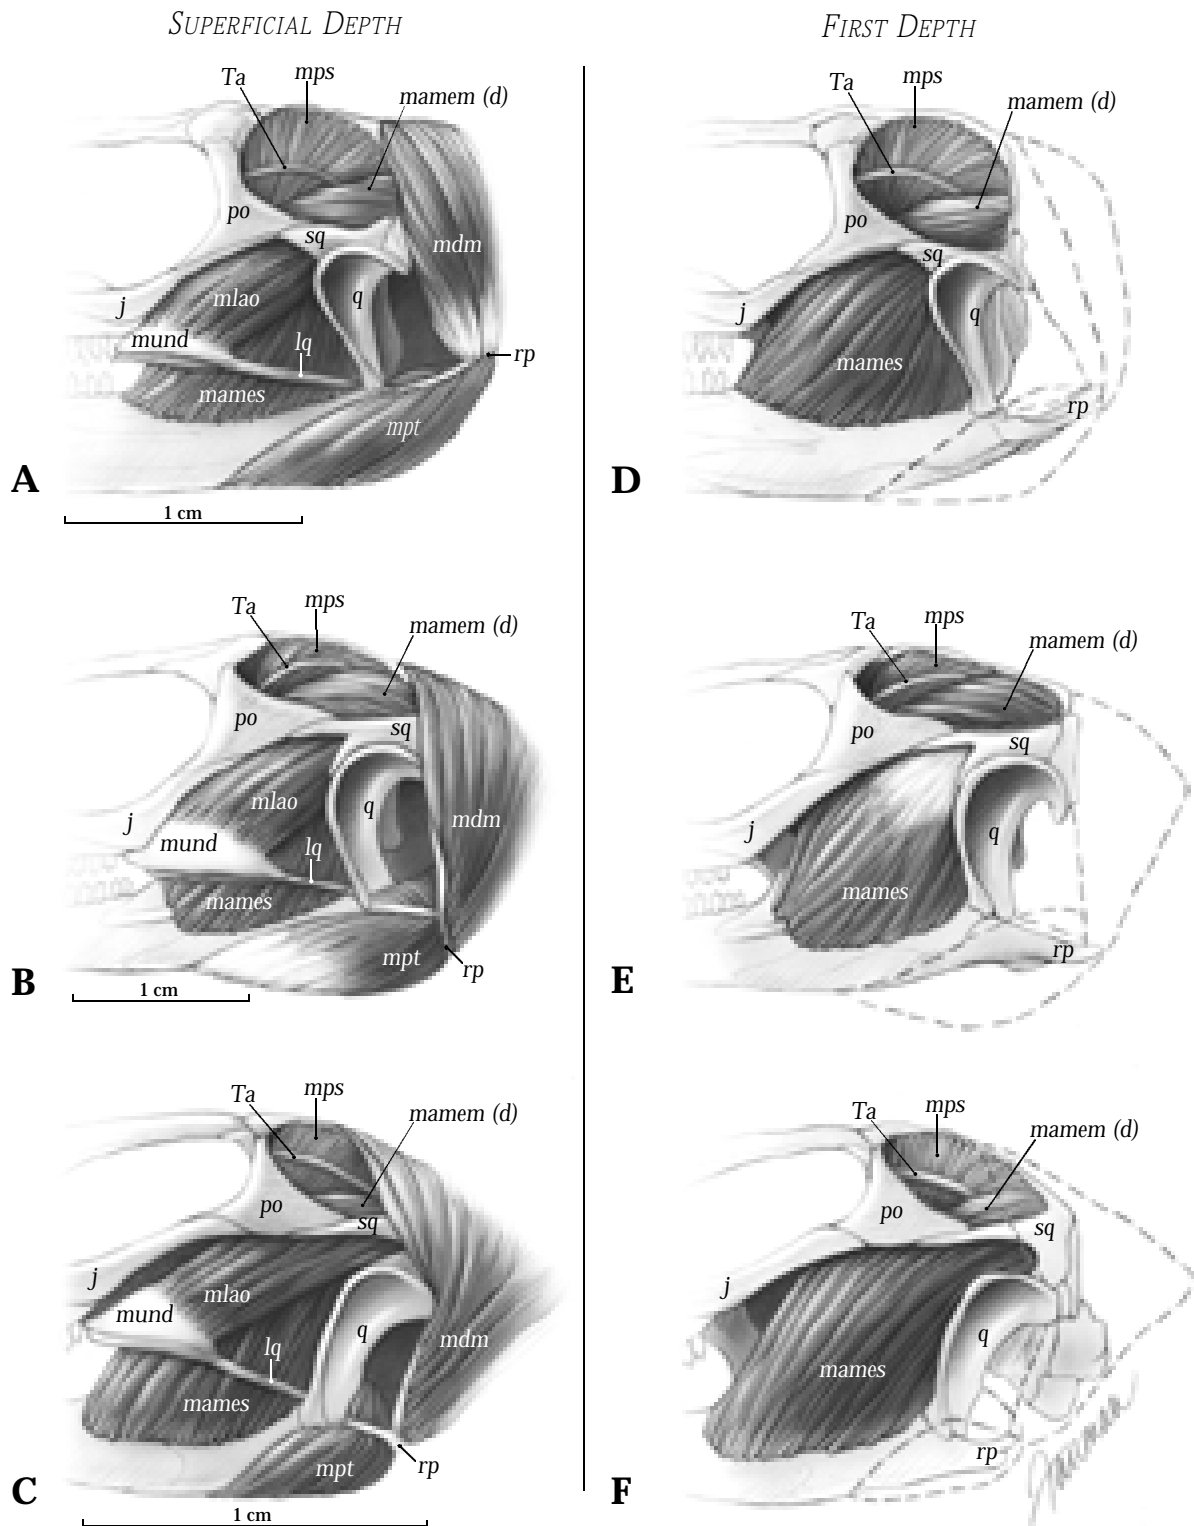 SUPERFICIAL DEPTH
Ta
mps
mamem (d)
po
sq
mdm
j
mlao
q
mund
lq
rp
mames
mpt
A
1 cm
Ta
mps
mamem (d)
po
sq
mlao
q
mdm
j
mund
lq
mames
mpt
rp
B
1 cm
Ta
mps
mamem (d)
po
sq
j
mlao
mund
q
mdm
lq
mames
mpt
rp
C
1 cm
FIRST DEPTH
Ta
mps
mamem (d)
po
sq
j
q
mames
rp
D
Ta
mps
mamem (d)
po
sq
j
q
mames
rp
E
Ta
mps
mamem (d)
po
sq
j
q
mames
rp
F